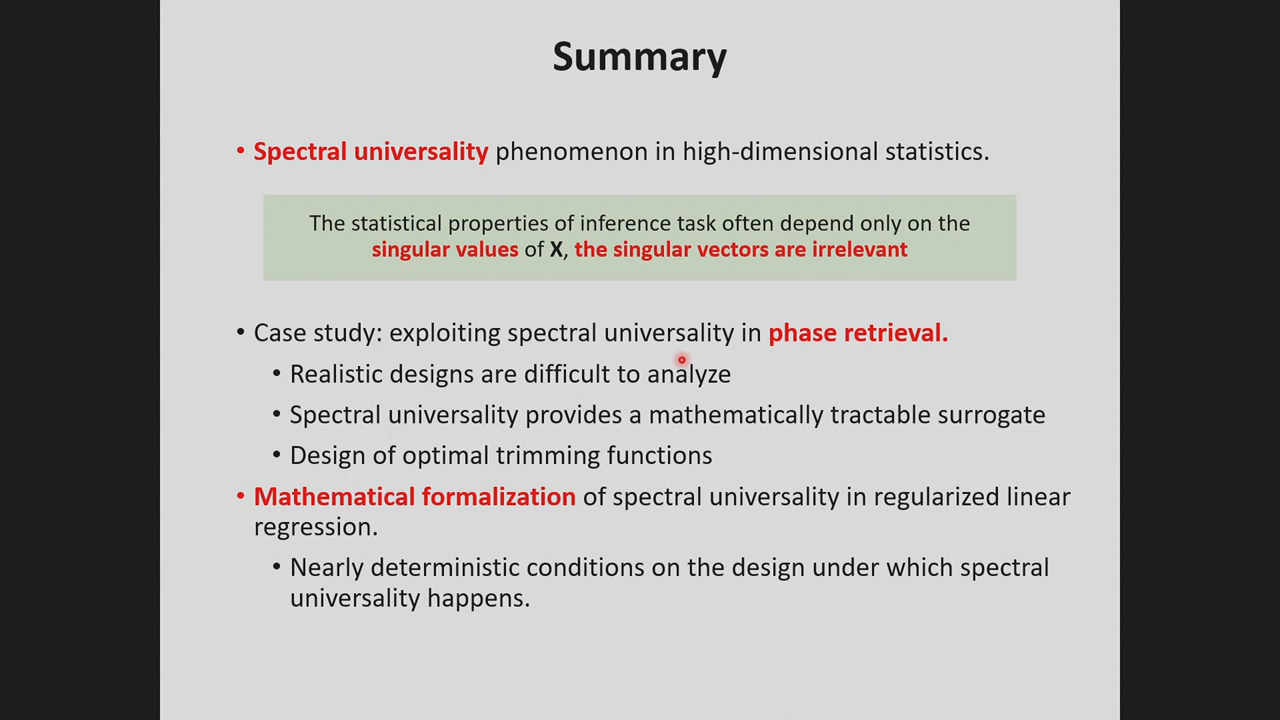 Summary
• Spectral universality phenomenon in high-dimensional statistics.
The statistical properties of inference task often depend only on the
singular values of X, the singular vectors are irrelevant
• Case study: exploiting spectral universality in phase retrieval.
• Realistic designs are difficult to analyze
• Spectral universality provides a mathematically tractable surrogate
• Design of optimal trimming functions
• Mathematical formalization of spectral universality in regularized linear
regression.
• Nearly deterministic conditions on the design under which spectral
universality happens.